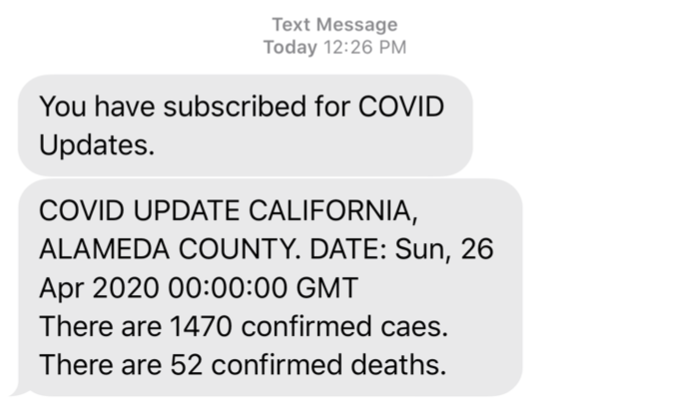 Text Message
Today 12:26 PM
You have subscribed for COVID
Updates.
COVID UPDATE CALIFORNIA,
ALAMEDA COUNTY. DATE: Sun, 26
Apr 2020 00:00:00 GMT
There are 1470 confirmed caes.
There are 52 confirmed deaths.